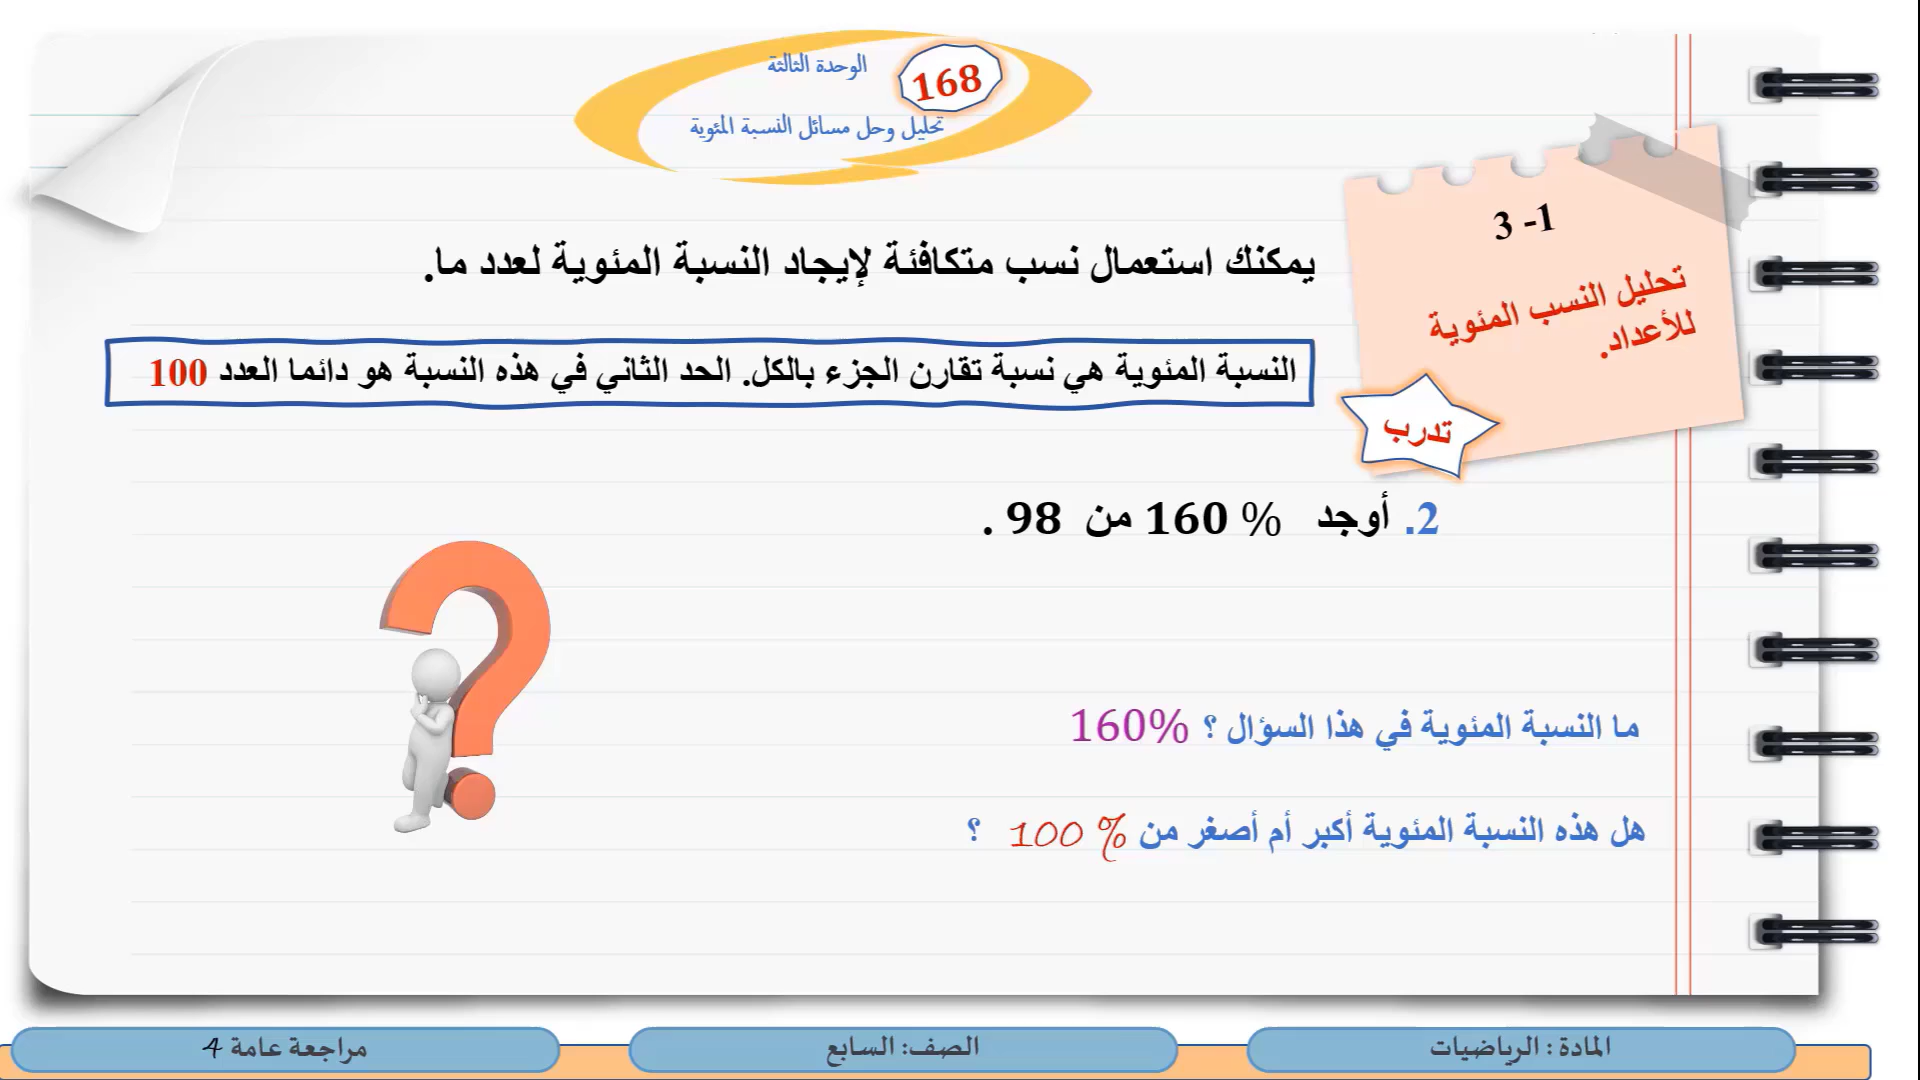 الوحدة الثالثة
168
تحليل وحل مسائل النسبة المئوية
3 -1
تحليل النسب المئوية
للأعداد.
يمكنك استعمال نسب متكافئة لإيجاد النسبة المئوية لعدد ما.
النسبة المئوية هي نسبة تقارن الجزء بالكل. الحد الثاني في هذه النسبة هو دائما العدد 100
تدرب
2. أوجد % 160 من 98 .
ما النسبة المئوية في هذا السؤال ؟ 160%
هل هذه النسبة المئوية أكبر أم أصغر من % 100 ؟
المادة : الرياضيات
الصف: السابع
مراجعة عامة 4